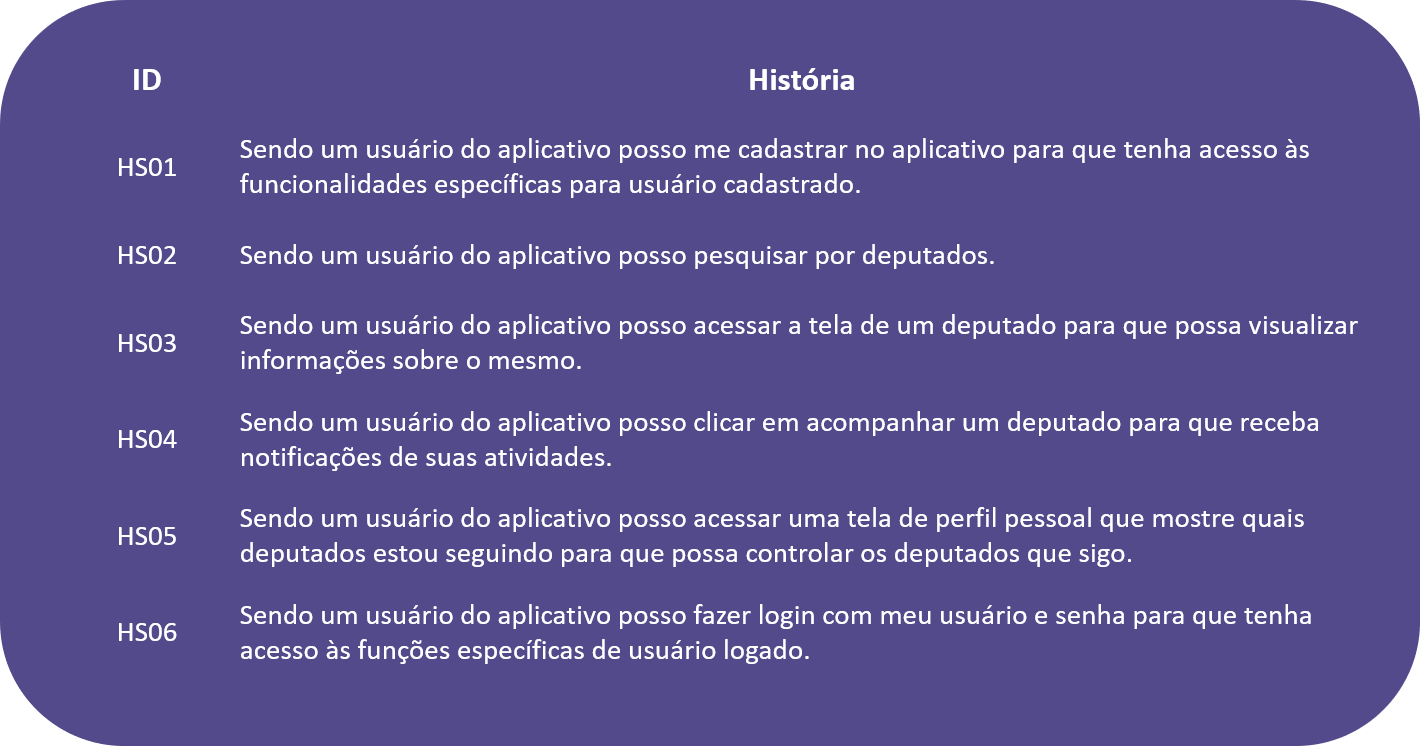 ID História
HS01 Sendo um usuário do aplicativo posso me cadastrar no aplicativo para que tenha acesso às
funcionalidades específicas para usuário cadastrado.
HS02 Sendo um usuário do aplicativo posso pesquisar por deputados.
HS03 Sendo um usuário do aplicativo posso acessar a tela de um deputado para que possa visualizar
informações sobre o mesmo.
HS04 Sendo um usuário do aplicativo posso clicar em acompanhar um deputado para que receba
notificações de suas atividades.
HS05 Sendo um usuário do aplicativo posso acessar uma tela de perfil pessoal que mostre quais
deputados estou seguindo para que possa controlar os deputados que sigo.
HS06 Sendo um usuário do aplicativo posso fazer login com meu usuário e senha para que tenha
acesso às funções específicas de usuário logado.